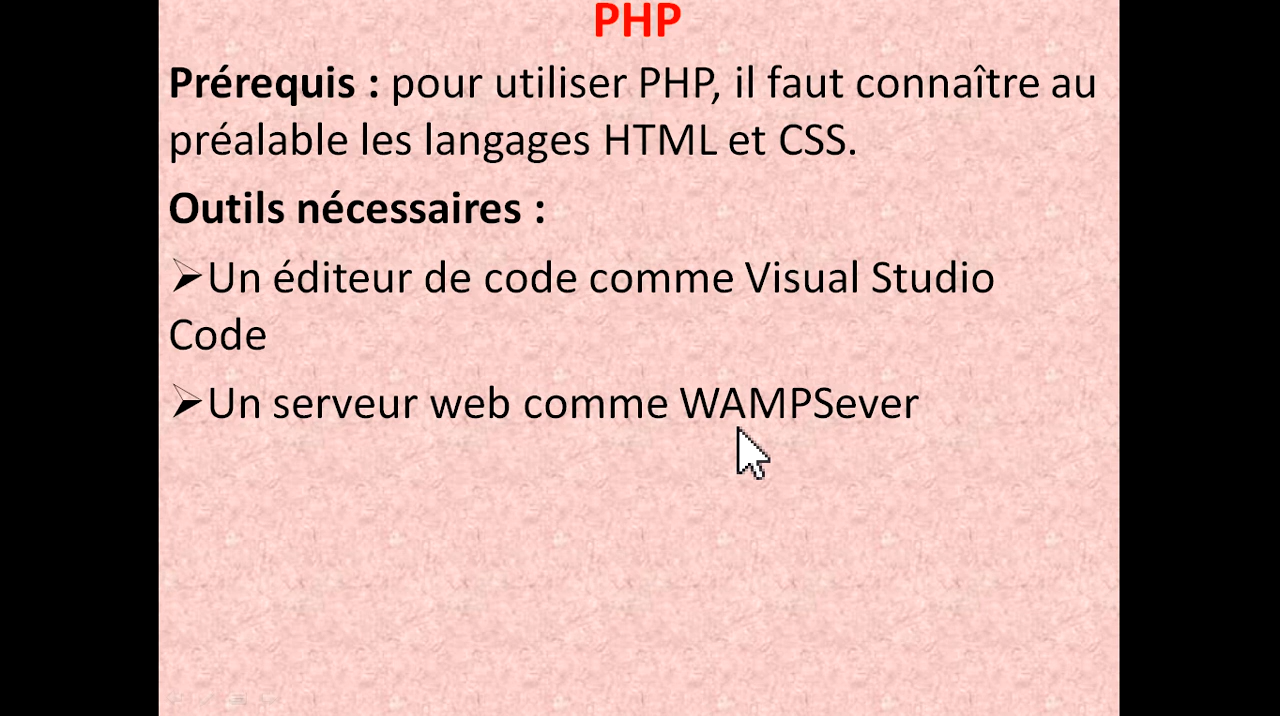 PHP
Prérequis : pour utiliser PHP, il faut connaître au
préalable les langages HTML et CSS.
Outils nécessaires :
➢Un éditeur de code comme Visual Studio
Code
➢Un serveur web comme WAMPSever